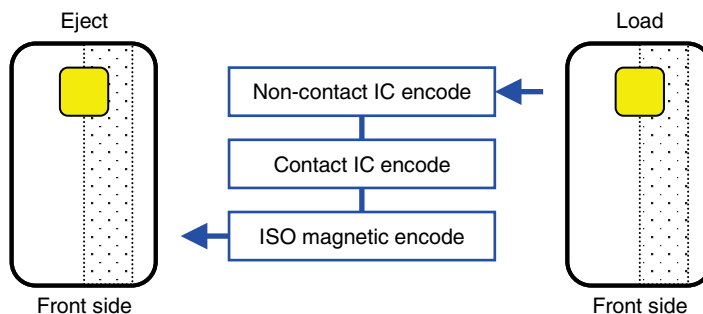 Eject
Load
Non-contact IC encode
Contact IC encode
ISO magnetic encode
Front side
Front side